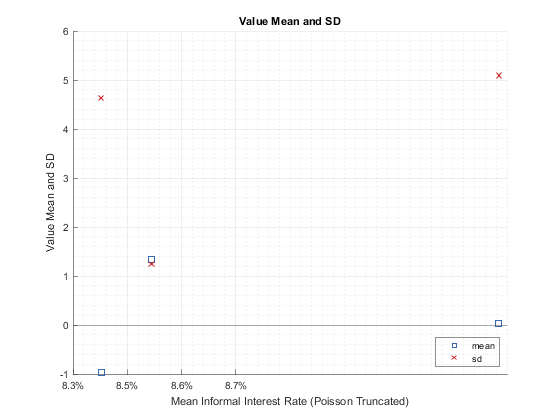 Value Mean and SD
6
5
4
3
2
1
0
-1
Value Mean and SD
8.3% 8.5% 8.6% 8.7%
Mean Informal Interest Rate (Poisson Truncated)
mean
sd